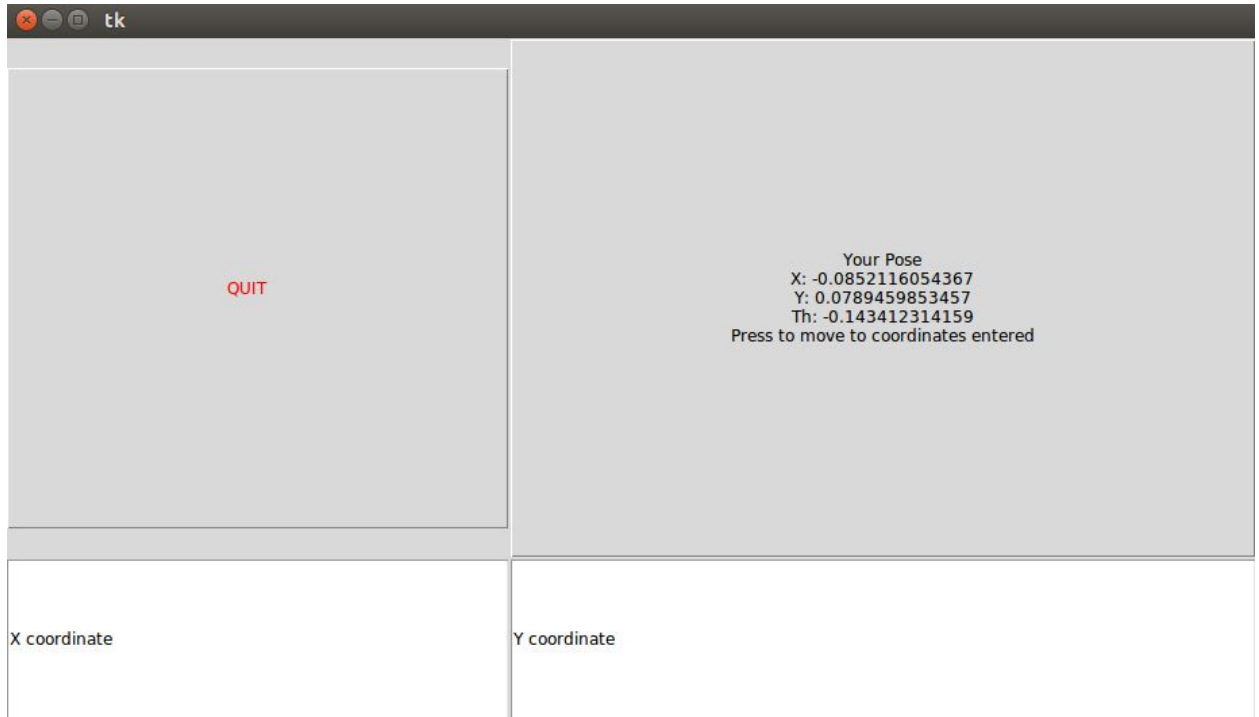 tk
QUIT
Your Pose
X: -0.0852116054367
Y: 0.0789459853457
Th: -0.143412314159
Press to move to coordinates entered
X coordinate
Y coordinate